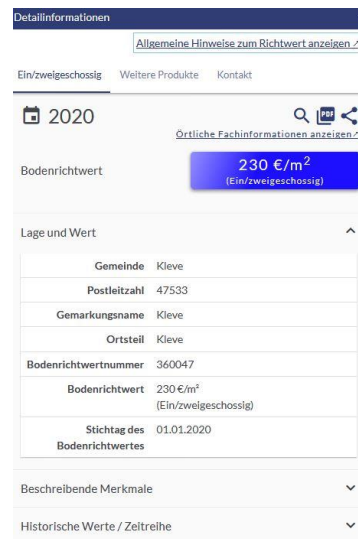 Detailinformationen
Allgemeine Hinweise zum Richtwert anzeigen
Ein/zweigeschossig Weitere Produkte Kontakt
2020 PDF
Örtliche Fachinformationen anzeigen
Bodenrichtwert 230 €/m²
(Ein/zweigeschossig)
Lage und Wert
Gemeinde Kleve
Postleitzahl 47533
Gemarkungsname Kleve
Ortsteil Kleve
Bodenrichtwertnummer 360047
Bodenrichtwert 230 €/m²
(Ein/zweigeschossig)
Stichtag des 01.01.2020
Bodenrichtwertes
Beschreibende Merkmale
Historische Werte / Zeitreihe